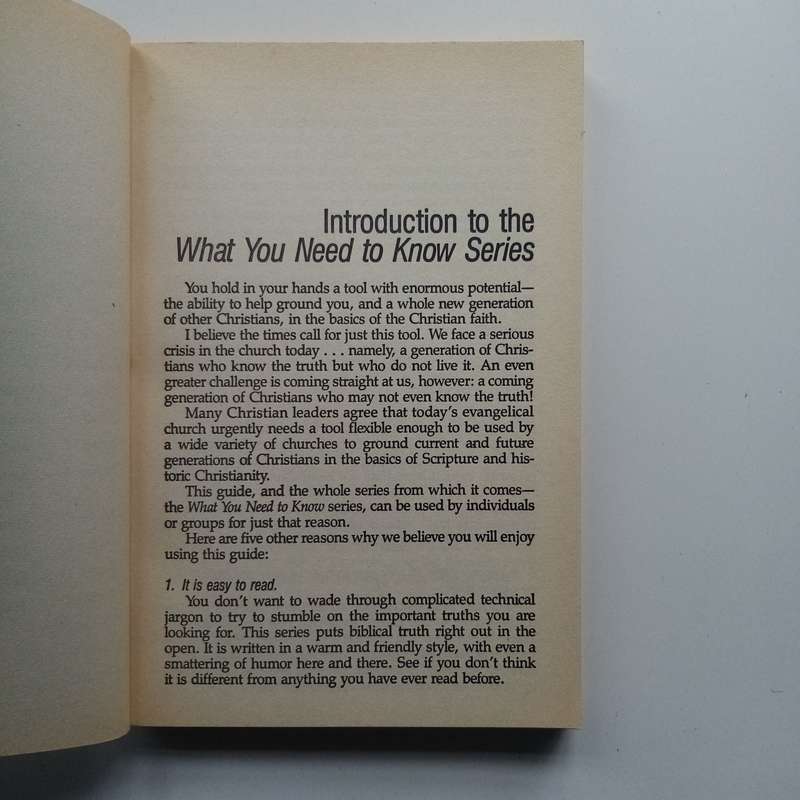 Introduction to the
What You Need to Know Series
You hold in your hands a tool with enormous potential—
the ability to help ground you, and a whole new generation
of other Christians, in the basics of the Christian faith.
I believe the times call for just this tool. We face a serious
crisis in the church today . . . namely, a generation of Chris-
tians who know the truth but who do not live it. An even
greater challenge is coming straight at us, however: a coming
generation of Christians who may not even know the truth!
Many Christian leaders agree that today's evangelical
church urgently needs a tool flexible enough to be used by
a wide variety of churches to ground current and future
generations of Christians in the basics of Scripture and his-
toric Christianity.
This guide, and the whole series from which it comes—
the What You Need to Know series, can be used by individuals
or groups for just that reason.
Here are five other reasons why we believe you will enjoy
using this guide:
1. It is easy to read.
You don't want to wade through complicated technical
jargon to try to stumble on the important truths you are
looking for. This series puts biblical truth right out in the
open. It is written in a warm and friendly style, with even a
smattering of humor here and there. See if you don't think
it is different from anything you have ever read before.